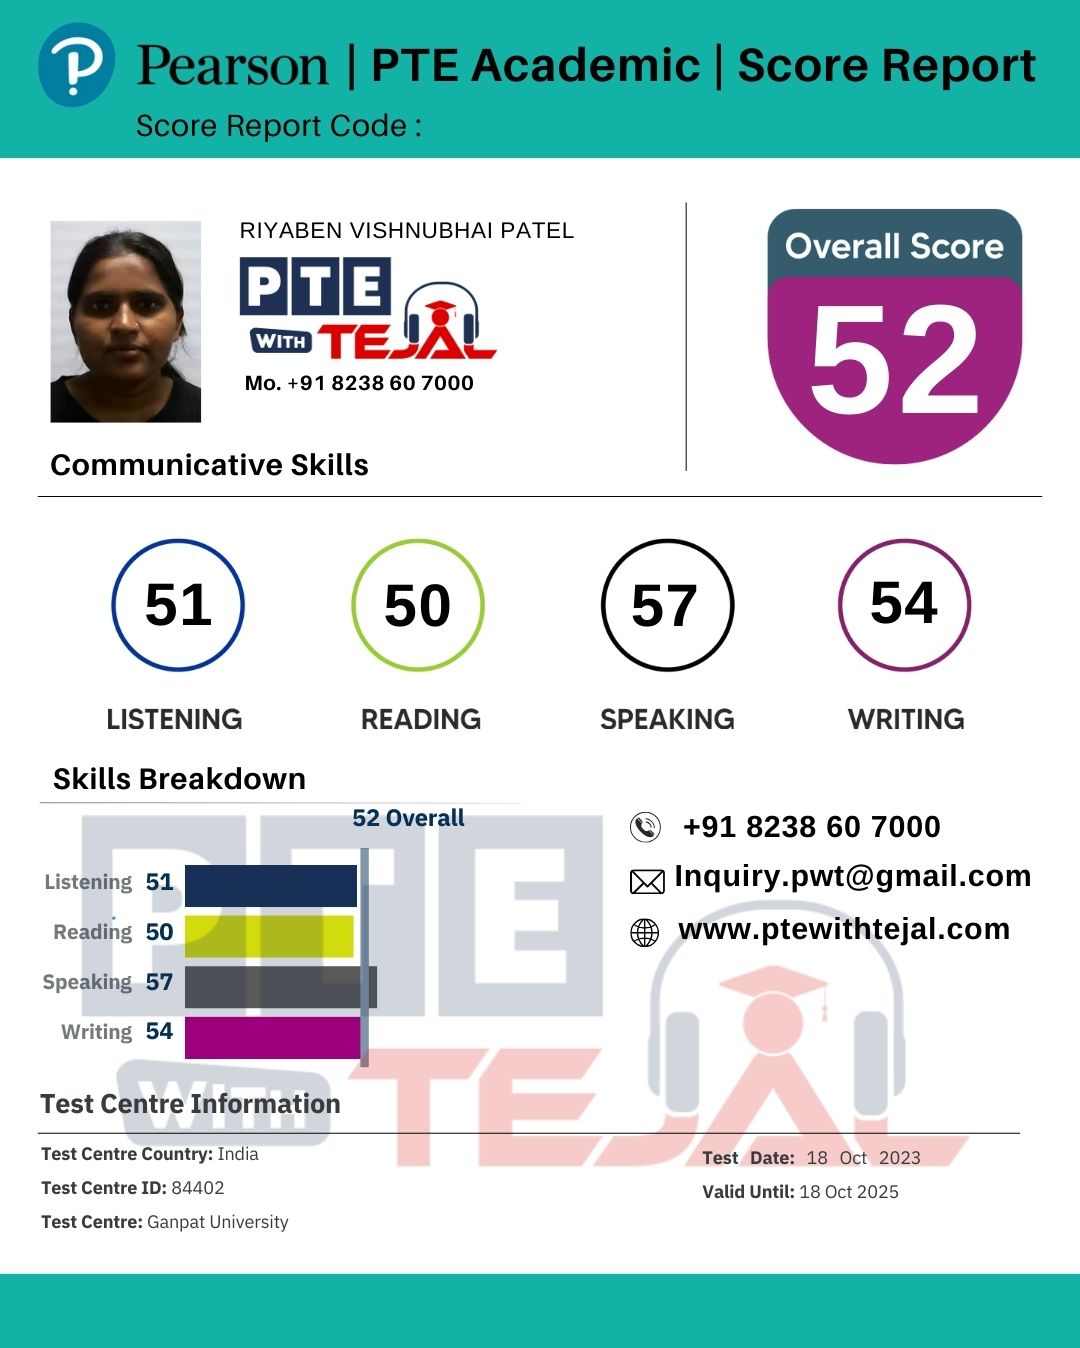 Pearson | PTE Academic | Score Report
Score Report Code :
RIYABEN VISHNUBHAI PATEL
PTE
WITH TEJAL
Mo. +91 8238 60 7000
Overall Score
52
Communicative Skills
51 50 57 54
LISTENING READING SPEAKING WRITING
Skills Breakdown
52 Overall
Listening 51
Reading 50
Speaking 57
Writing 54
+91 8238 60 7000
Inquiry.pwt@gmail.com
www.ptewithtejal.com
PTE
WITH TEJAL
Test Centre Information
Test Centre Country: India
Test Centre ID: 84402
Test Centre: Ganpat University
Test Date: 18 Oct 2023
Valid Until: 18 Oct 2025